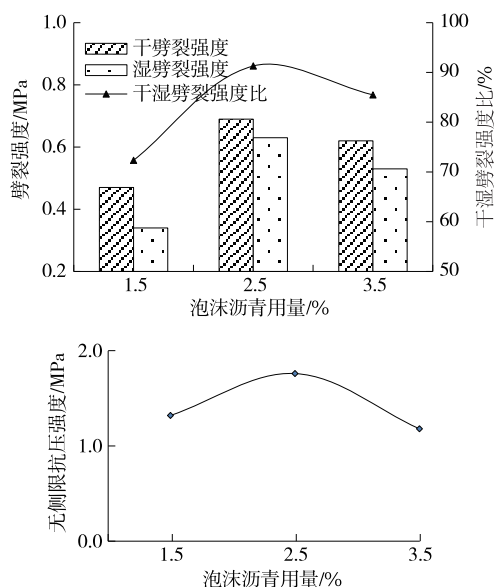 1.0
0.8
0.6
0.4
0.2
劈裂强度/MPa
干劈裂强度
湿劈裂强度
干湿劈裂强度比
100
90
80
70
60
50
干湿劈裂强度比/%
1.5 2.5 3.5
泡沫沥青用量/%
2.0
1.0
0.0
无侧限抗压强度/MPa
1.5 2.5 3.5
泡沫沥青用量/%